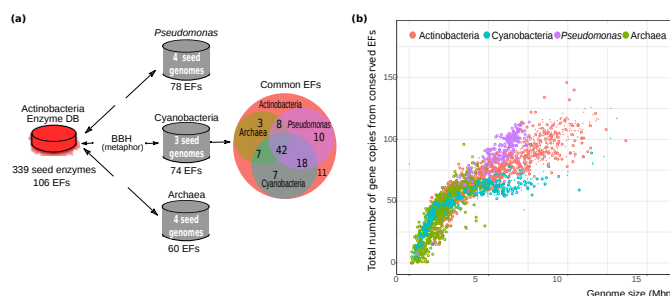 (a)
Pseudomonas
4 seed
genomes
78 EFs
Actinobacteria
Enzyme DB
339 seed enzymes
106 EFs
BBH
(metaphor)
Cyanobacteria
3 seed
genomes
74 EFs
Archaea
4 seed
genomes
60 EFs
Common EFs
Actinobacteria
3
8
Pseudomonas
Archaea
10
7
42
18
7
11
Cyanobacteria
(b)
Actinobacteria
Cyanobacteria
Pseudomonas
Archaea
Total number of gene copies from conserved EFs
150
100
50
0
0
5
10
15
Genome size (Mbp